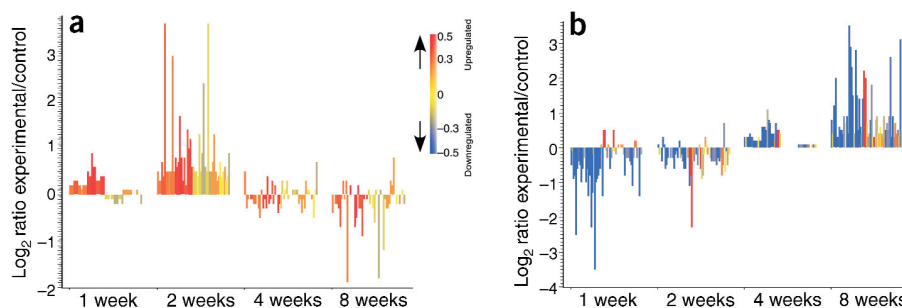 a
Log2 ratio experimental/control
3
2
1
0
−1
−2
1 week 2 weeks 4 weeks 8 weeks
0.5
0.3
0
−0.3
−0.5
Upregulated
Downregulated
b
Log2 ratio experimental/control
3
2
1
0
−1
−2
−3
−4
1 week 2 weeks 4 weeks 8 weeks